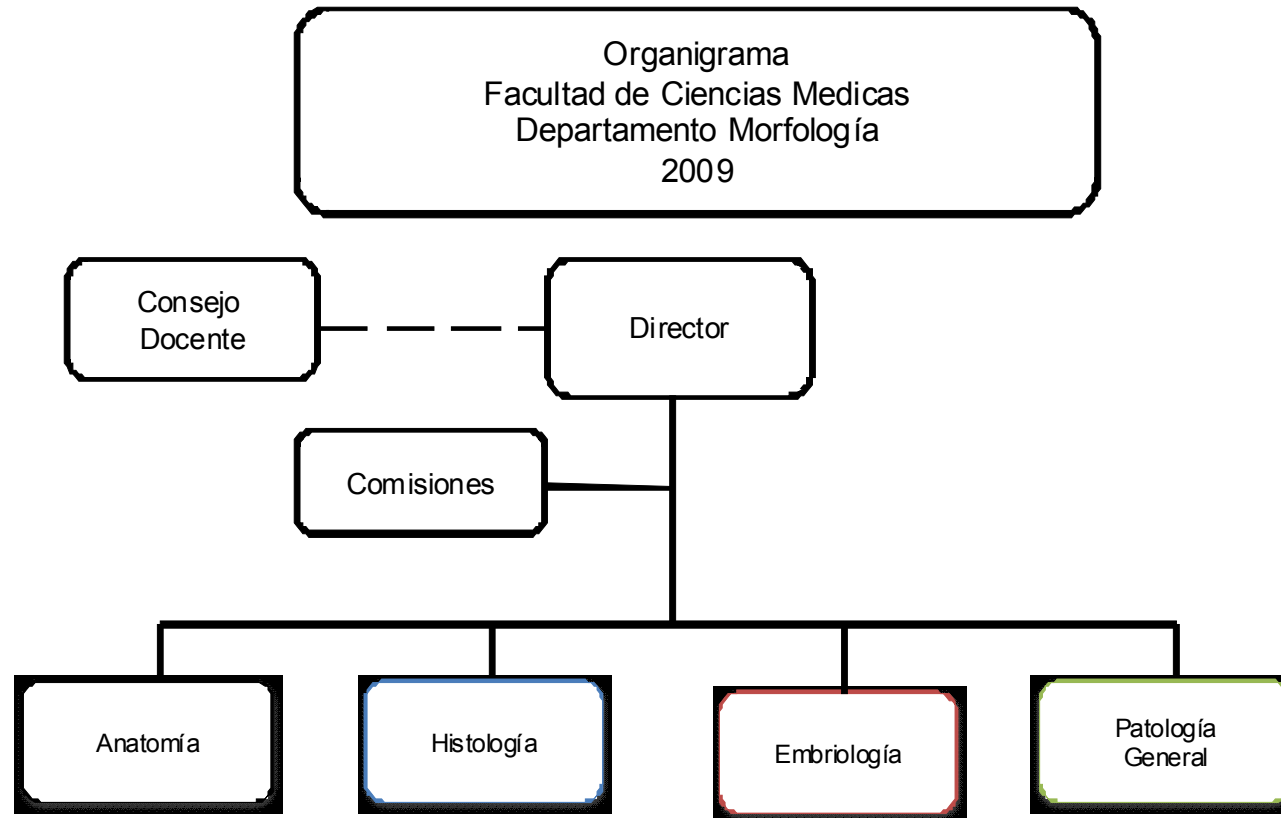 Organigrama
Facultad de Ciencias Medicas
Departamento Morfología
2009
Consejo
Docente
Director
Comisiones
Anatomía
Histología
Embriología
Patología
General